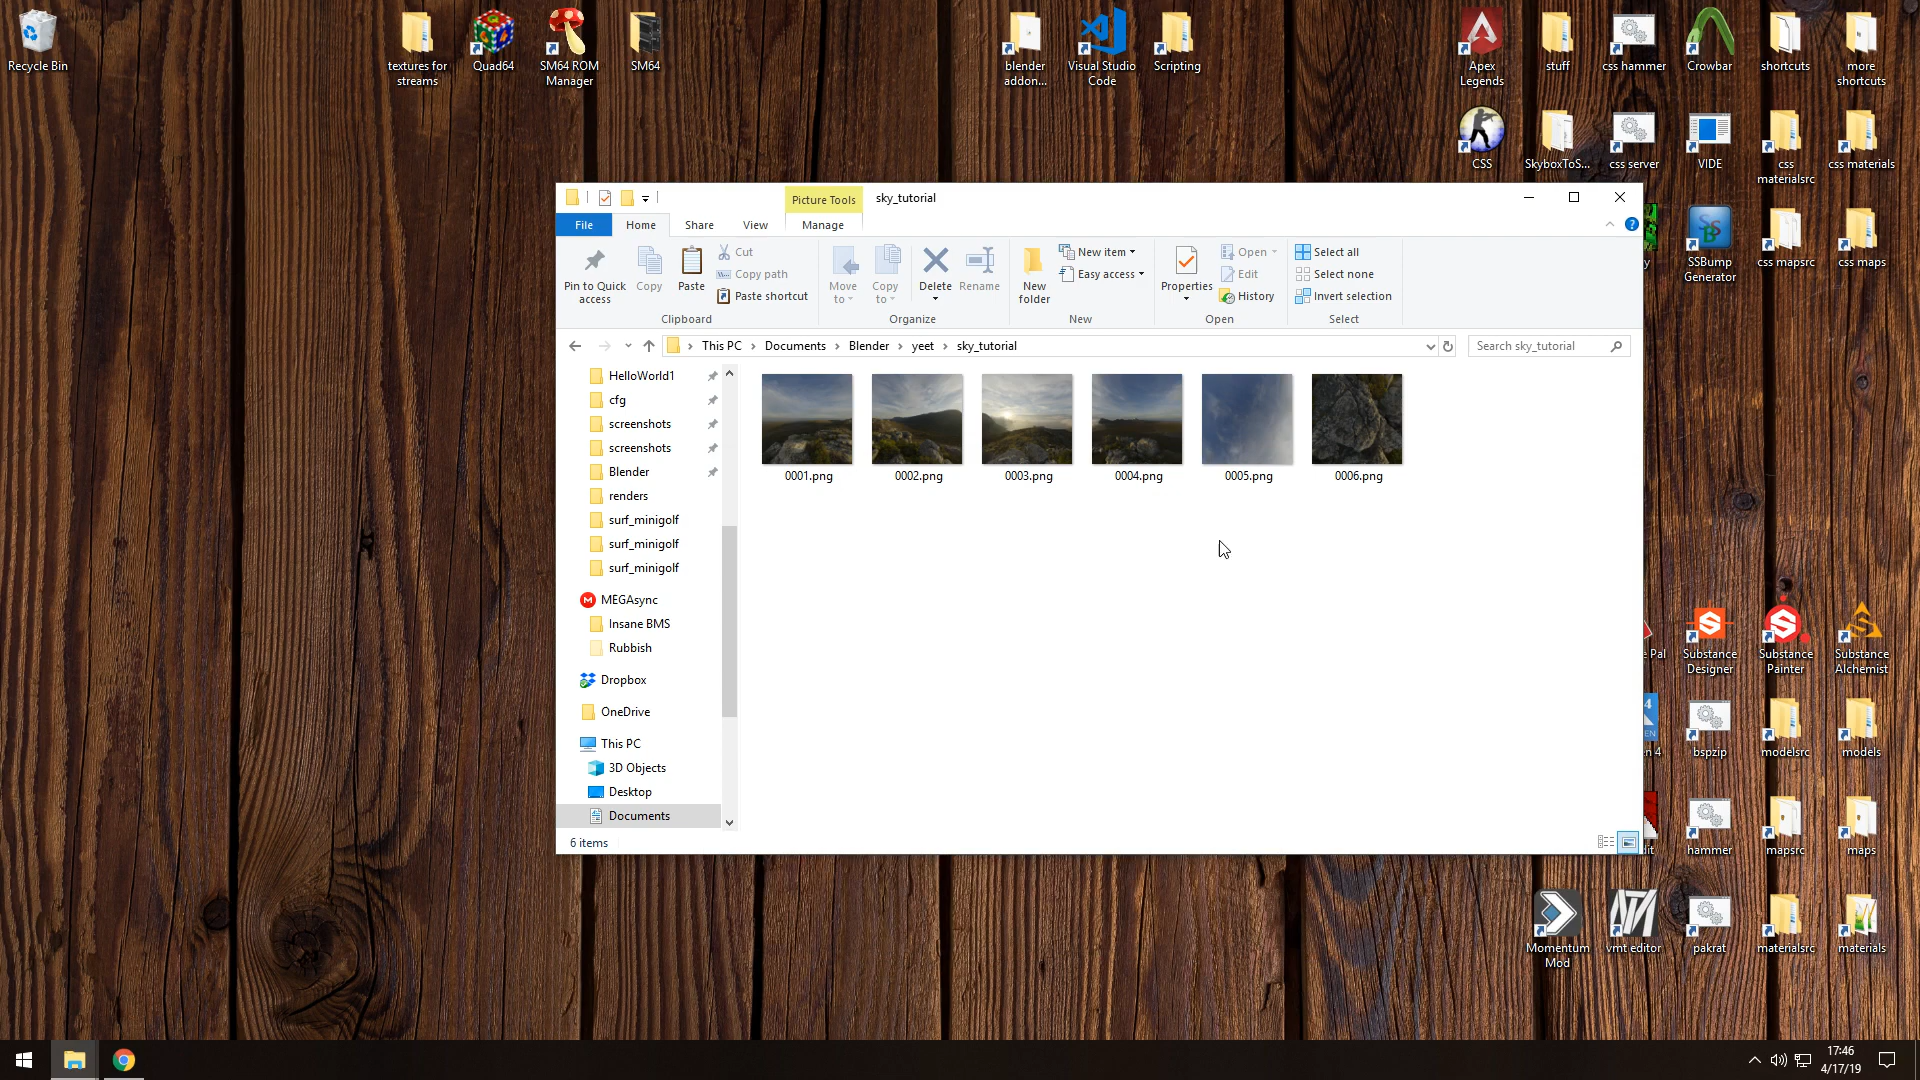 Recycle Bin
textures for
streams
Quad64
SM64 ROM
Manager
SM64
blender
addon...
Visual Studio
Code
Scripting
Apex
Legends
stuff
css hammer
Crowbar
shortcuts
more
shortcuts
CSS
SkyboxToS...
css server
VIDE
css
materialsrc
css materials
SSBump
Generator
css mapsrc
css maps
Picture Tools
sky_tutorial
File
Home
Share
View
Manage
Pin to Quick
access
Copy
Paste
Cut
Copy path
Paste shortcut
Clipboard
Move
to
Copy
to
Delete
Rename
Organize
New
folder
New item
Easy access
New
Properties
Open
Edit
History
Open
Select all
Select none
Invert selection
Select
This PC
Documents
Blender
yeet
sky_tutorial
Search sky_tutorial
HelloWorld1
cfg
screenshots
screenshots
Blender
renders
surf_minigolf
surf_minigolf
surf_minigolf
MEGAsync
Insane BMS
Rubbish
Dropbox
OneDrive
This PC
3D Objects
Desktop
Documents
0001.png
0002.png
0003.png
0004.png
0005.png
0006.png
6 items
Substance
Designer
Substance
Painter
Substance
Alchemist
bspzip
modelsrc
models
hammer
mapsrc
maps
Momentum
Mod
vmt editor
pakrat
materialsrc
materials
17:46
4/17/19